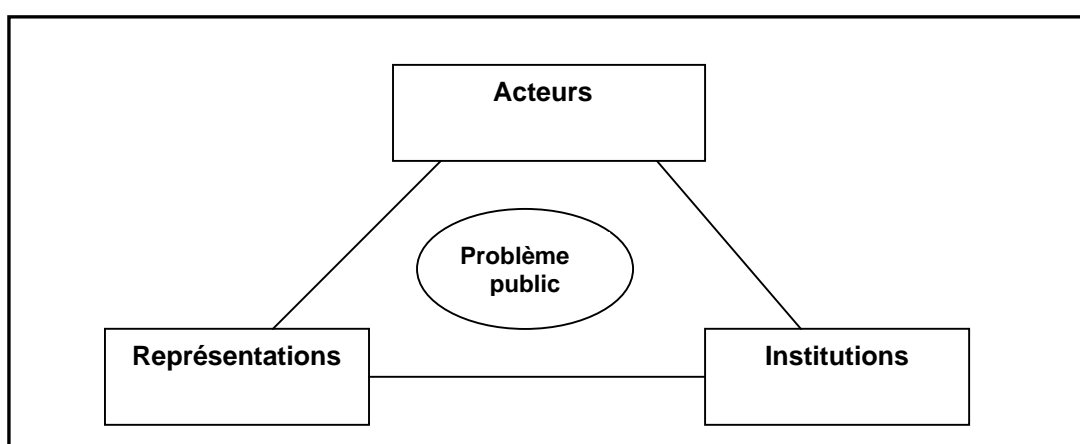 Acteurs
Problème
public
Représentations
Institutions